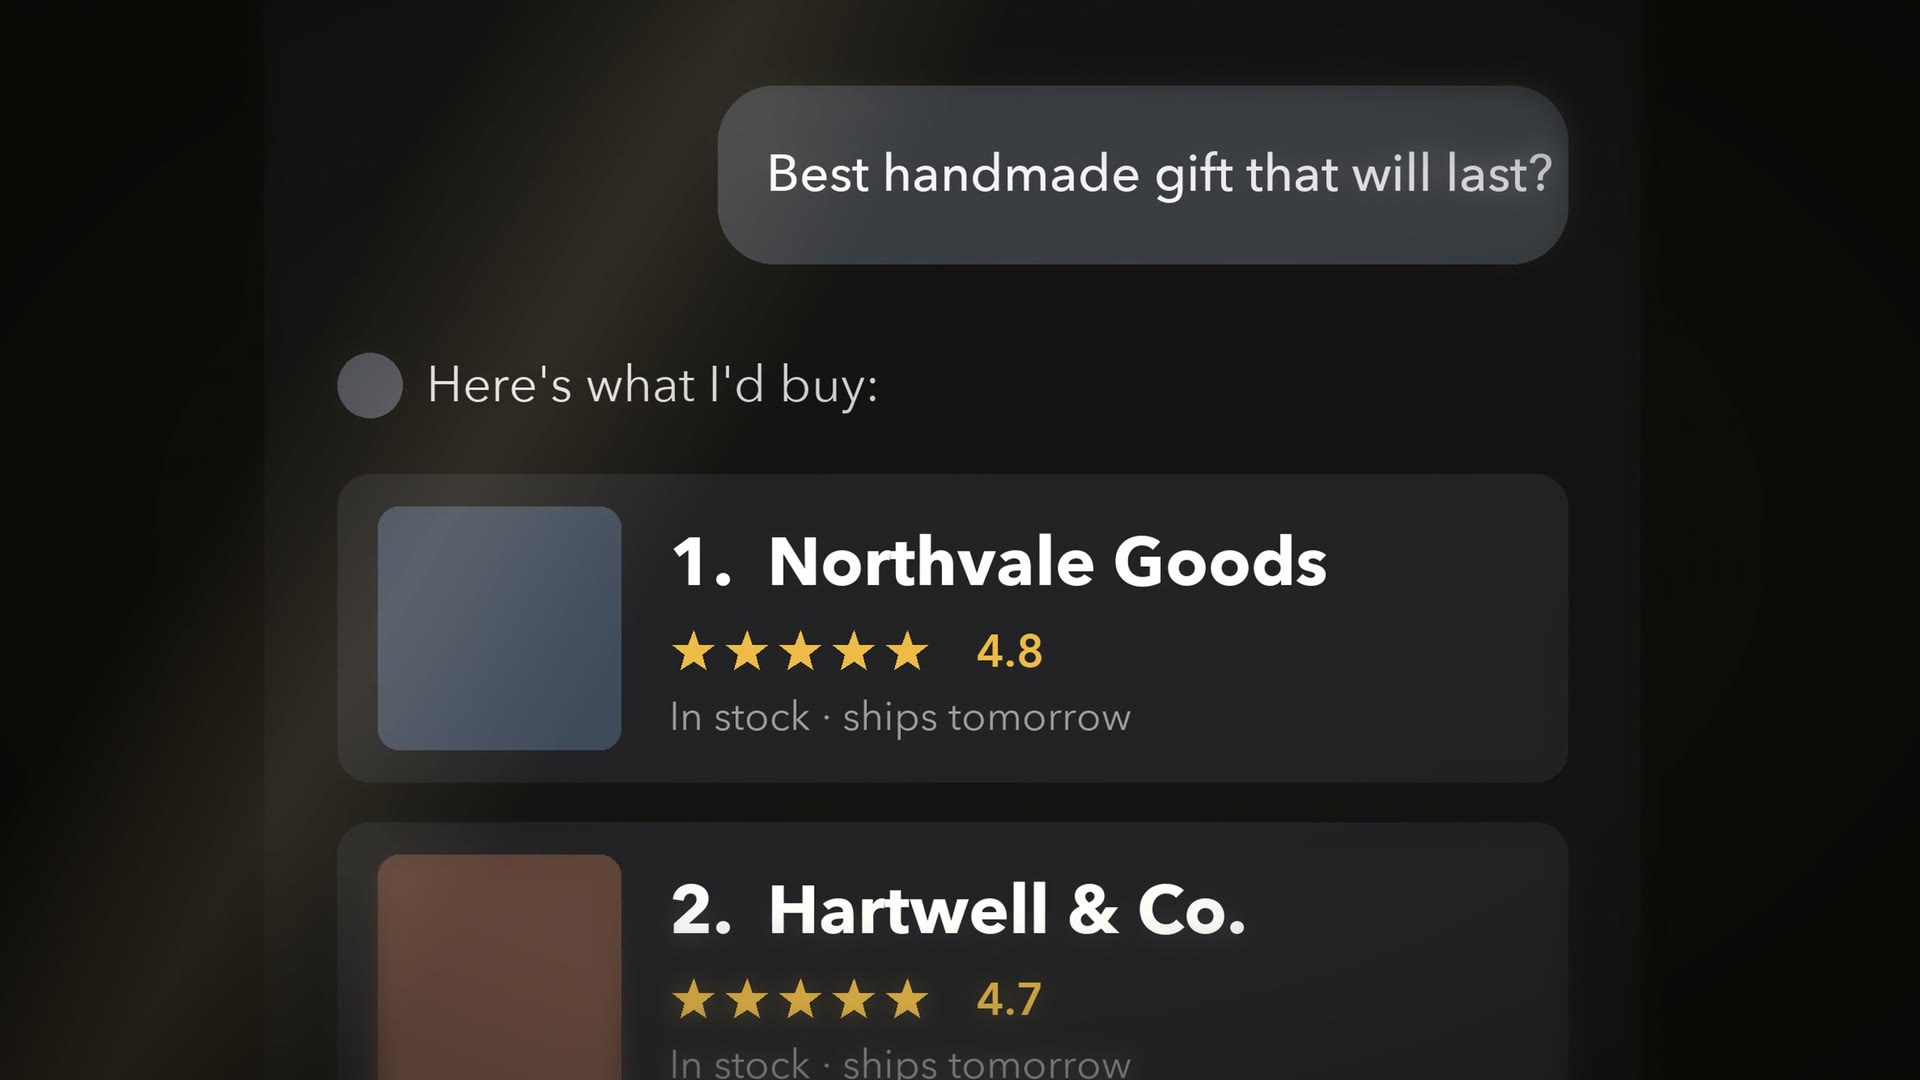 Best handmade gift that will last?
Here's what I'd buy:
1. Northvale Goods
★★★★★ 4.8
In stock · ships tomorrow
2. Hartwell & Co.
★★★★★ 4.7
In stock · ships tomorrow